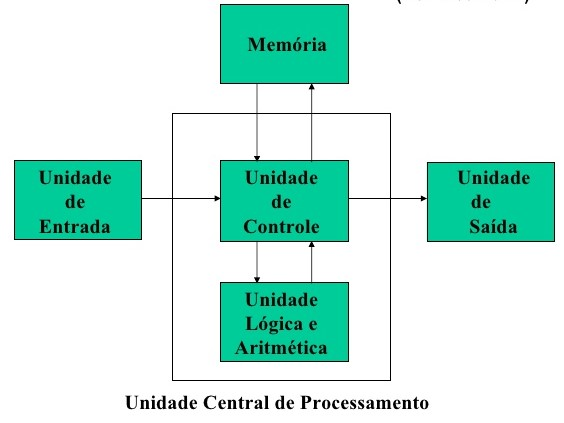 Memória
Unidade
de
Entrada
Unidade
de
Controle
Unidade
de
Saída
Unidade
Lógica e
Aritmética
Unidade Central de Processamento